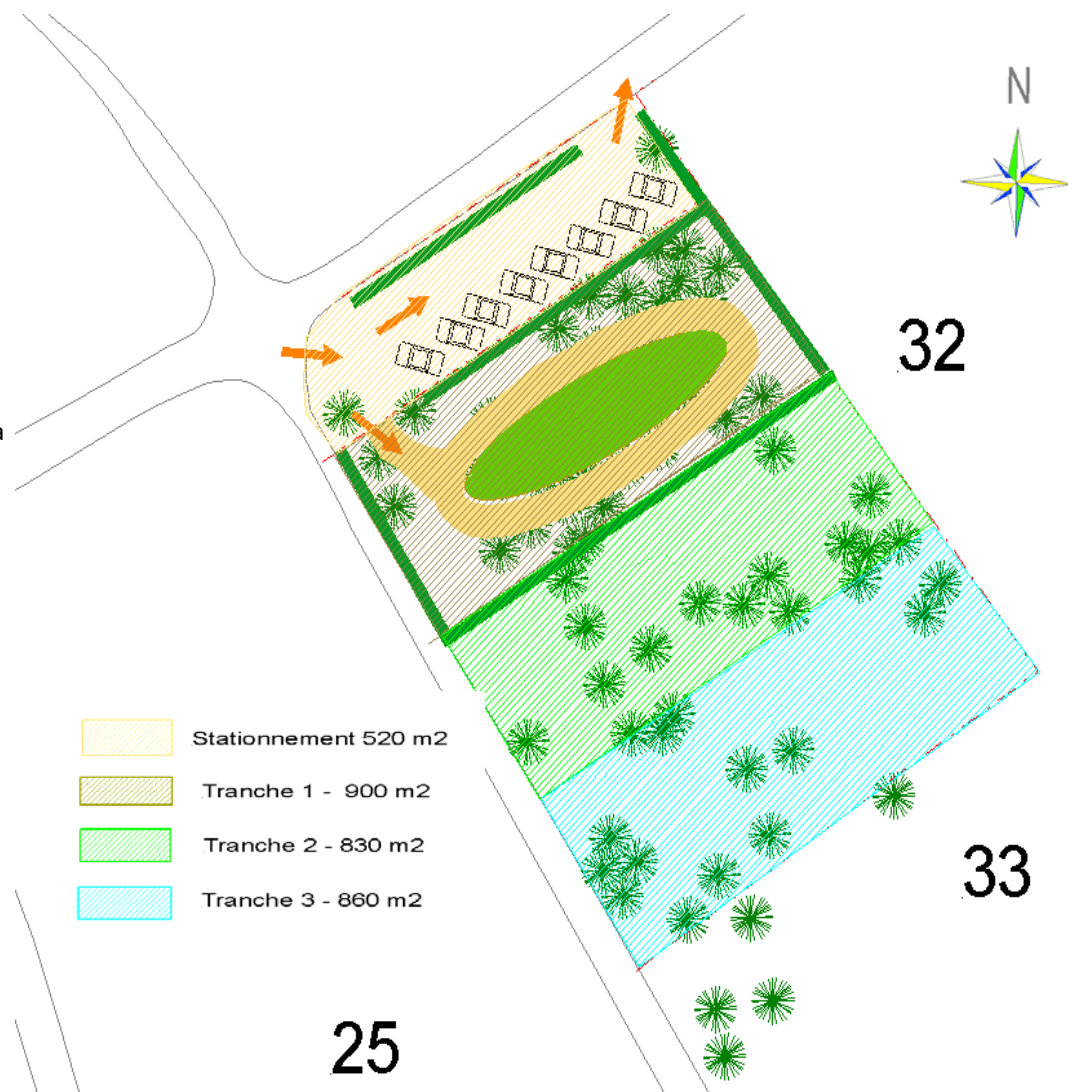 N
32
a
Stationnement 520 m2
Tranche 1 - 900 m2
Tranche 2 - 830 m2
Tranche 3 - 860 m2
33
25